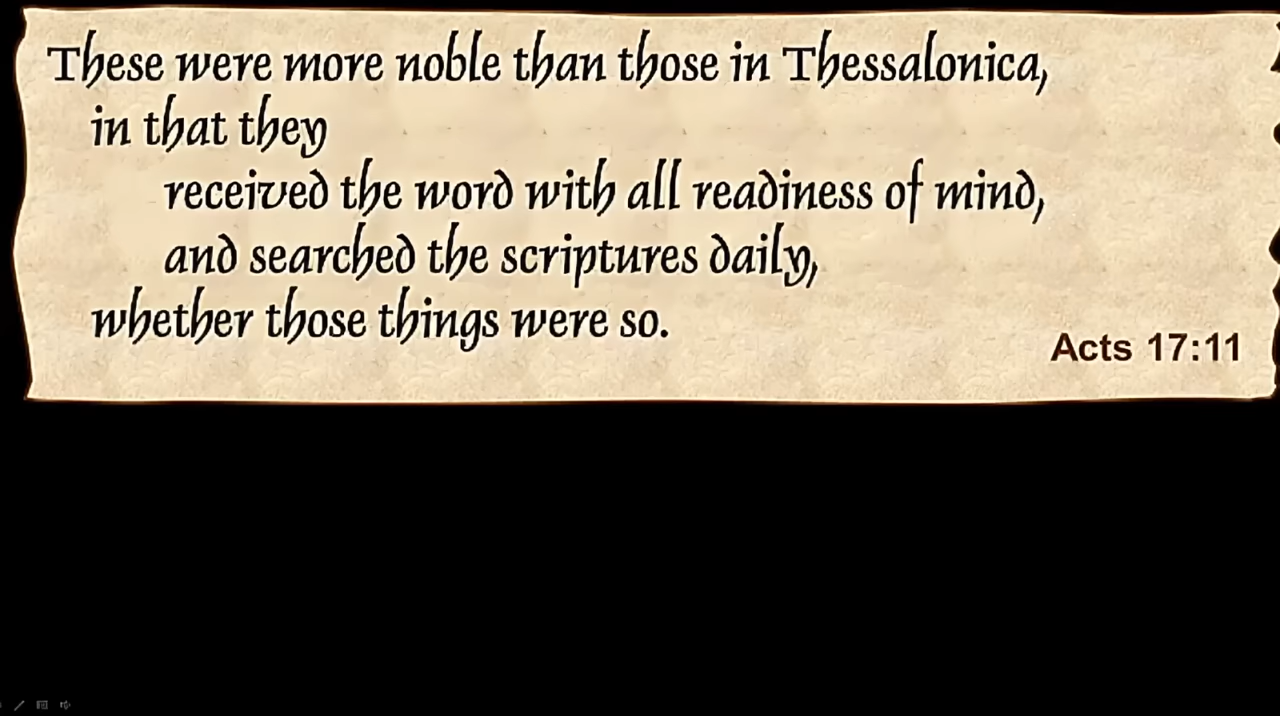 These were more noble than those in Thessalonica,
in that they
received the word with all readiness of mind,
and searched the scriptures daily,
whether those things were so.
Acts 17:11